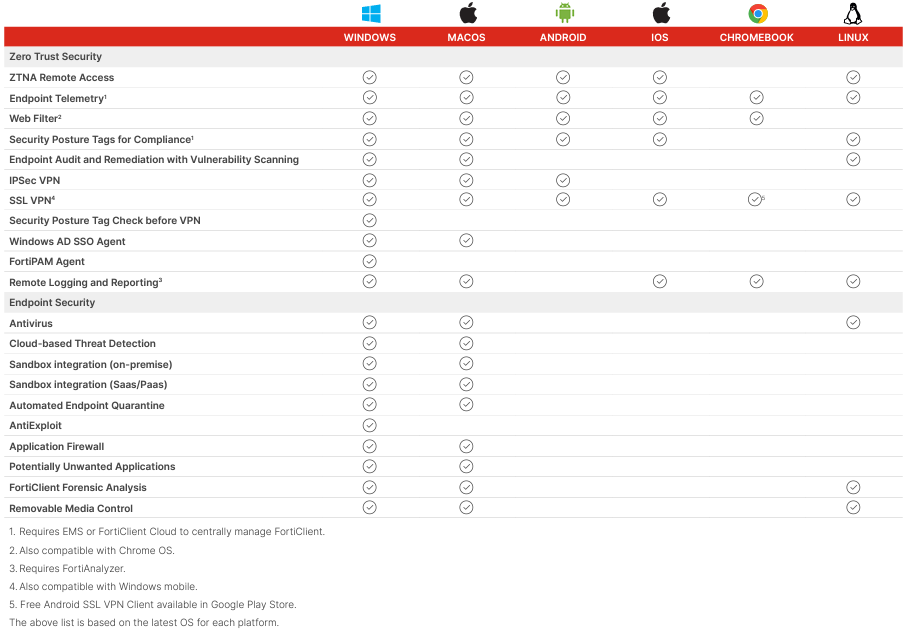 WINDOWS MACOS ANDROID IOS CHROMEBOOK LINUX
Zero Trust Security
ZTNA Remote Access
Endpoint Telemetry¹
Web Filter²
Security Posture Tags for Compliance¹
Endpoint Audit and Remediation with Vulnerability Scanning
IPSec VPN
SSL VPN⁴ ⁵
Security Posture Tag Check before VPN
Windows AD SSO Agent
FortiPAM Agent
Remote Logging and Reporting³
Endpoint Security
Antivirus
Cloud-based Threat Detection
Sandbox integration (on-premise)
Sandbox integration (Saas/Paas)
Automated Endpoint Quarantine
AntiExploit
Application Firewall
Potentially Unwanted Applications
FortiClient Forensic Analysis
Removable Media Control
1. Requires EMS or FortiClient Cloud to centrally manage FortiClient.
2. Also compatible with Chrome OS.
3. Requires FortiAnalyzer.
4. Also compatible with Windows mobile.
5. Free Android SSL VPN Client available in Google Play Store.
The above list is based on the latest OS for each platform.